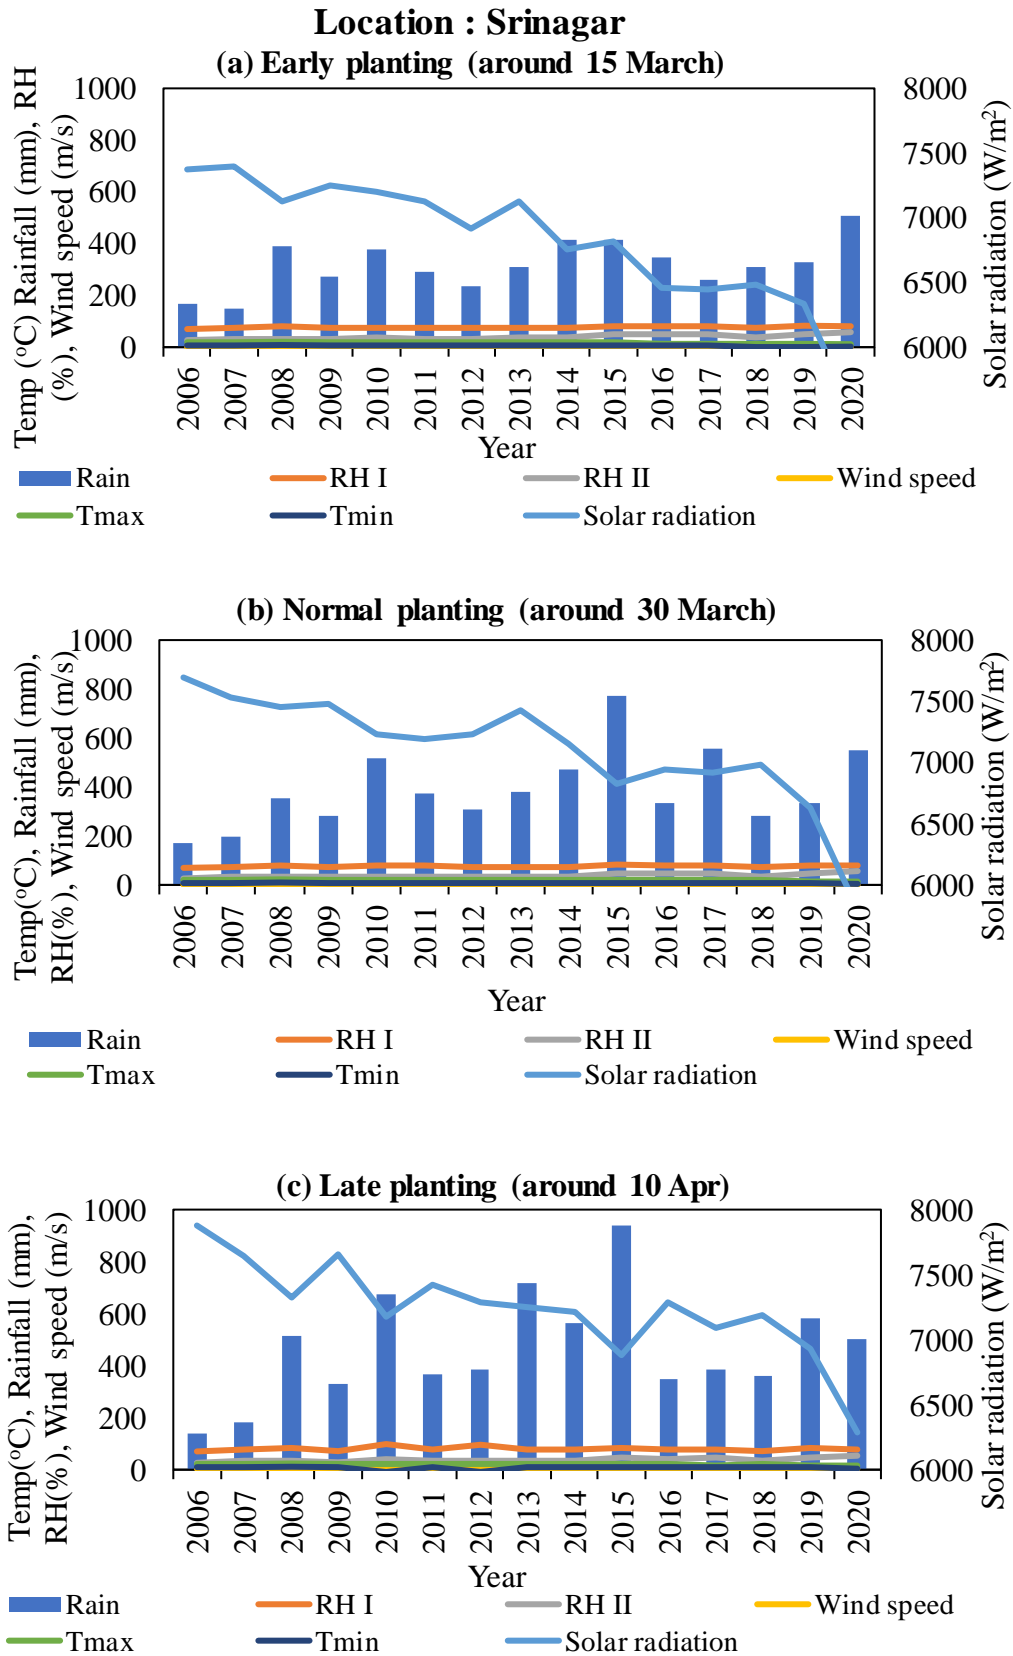 Location : Srinagar
(a) Early planting (around 15 March)
Temp (°C) Rainfall (mm), RH
(%), Wind speed (m/s)
1000
800
600
400
200
0
8000
7500
7000
6500
6000
Solar radiation (W/m²)
2006 2007 2008 2009 2010 2011 2012 2013 2014 2015 2016 2017 2018 2019 2020
Year
Rain RH I RH II Wind speed
Tmax Tmin Solar radiation
(b) Normal planting (around 30 March)
Temp(°C), Rainfall (mm),
RH(%), Wind speed (m/s)
1000
800
600
400
200
0
8000
7500
7000
6500
6000
Solar radiation (W/m²)
2006 2007 2008 2009 2010 2011 2012 2013 2014 2015 2016 2017 2018 2019 2020
Year
Rain RH I RH II Wind speed
Tmax Tmin Solar radiation
(c) Late planting (around 10 Apr)
Temp(°C), Rainfall (mm),
RH(%), Wind speed (m/s)
1000
800
600
400
200
0
8000
7500
7000
6500
6000
Solar radiation (W/m²)
2006 2007 2008 2009 2010 2011 2012 2013 2014 2015 2016 2017 2018 2019 2020
Year
Rain RH I RH II Wind speed
Tmax Tmin Solar radiation